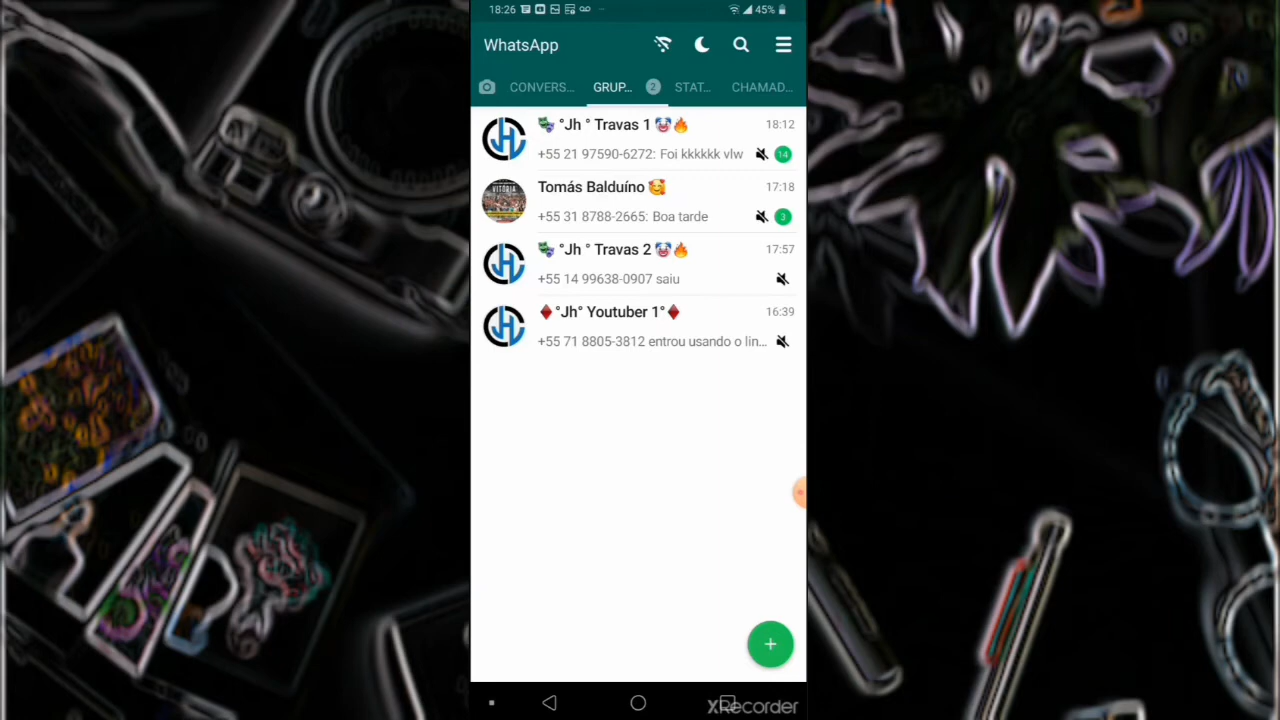 18:26
45%
WhatsApp
CONVERS... GRUP... 2 STAT... CHAMAD...
°Jh ° Travas 1 🤡🔥 18:12
+55 21 97590-6272: Foi kkkkkk vlw 14
Tomás Balduíno 🥰 17:18
+55 31 8788-2665: Boa tarde 3
°Jh ° Travas 2 🤡🔥 17:57
+55 14 99638-0907 saiu
♦️°Jh° Youtuber 1°♦️ 16:39
+55 71 8805-3812 entrou usando o lin...
+
XRecorder